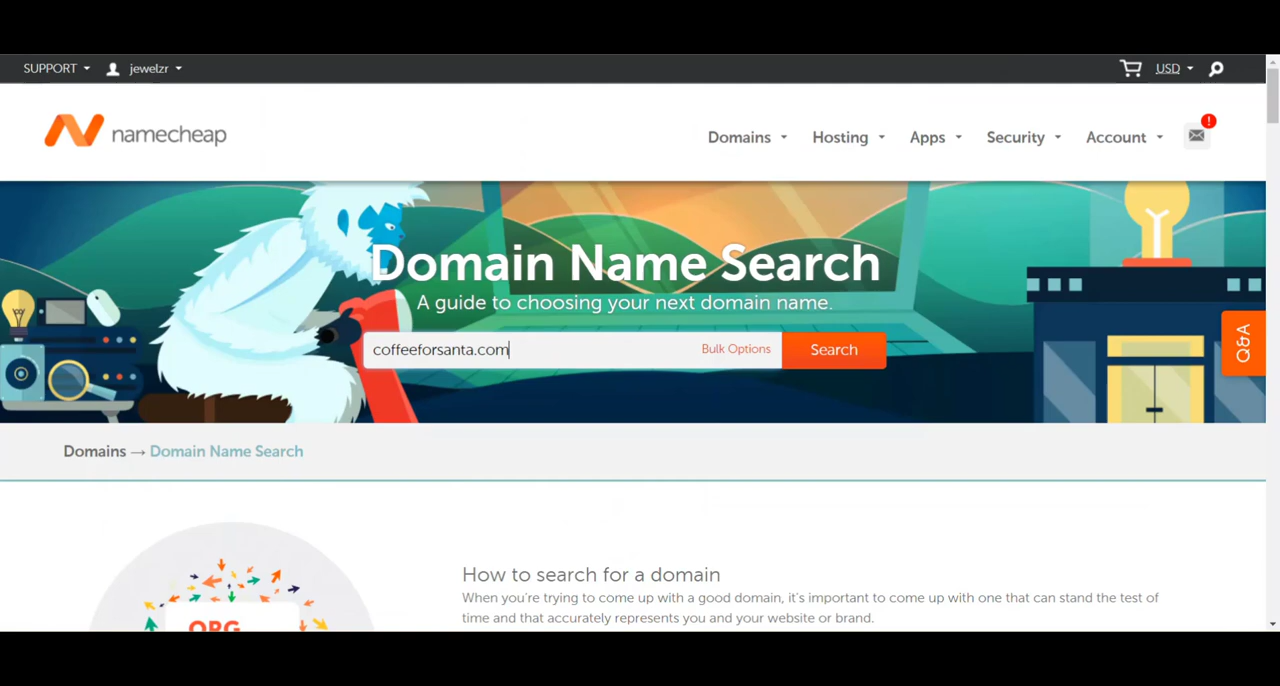 SUPPORT jewelzr USD
namecheap Domains Hosting Apps Security Account !
Domain Name Search
A guide to choosing your next domain name.
coffeeforsanta.com Bulk Options Search
Q&A
Domains → Domain Name Search
How to search for a domain
When you're trying to come up with a good domain, it's important to come up with one that can stand the test of
time and that accurately represents you and your website or brand.
ORG